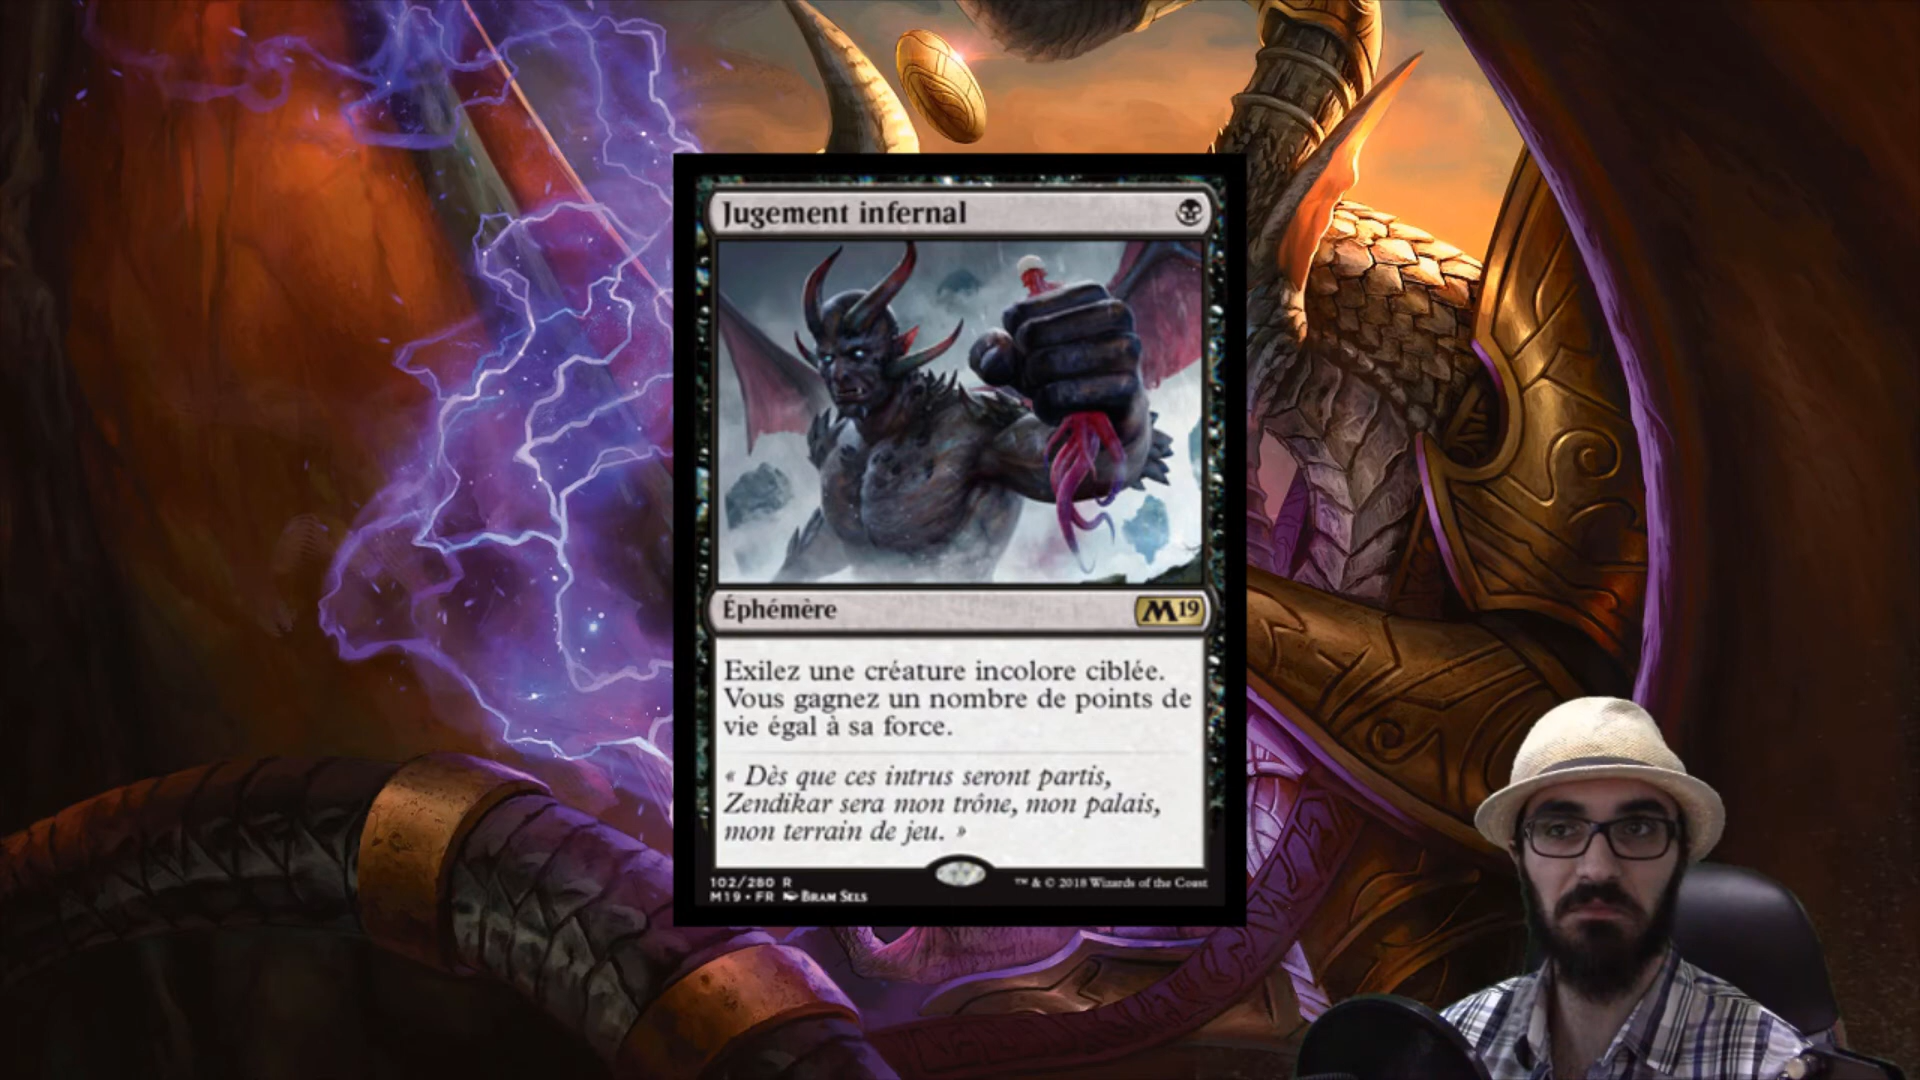 Jugement infernal
Éphémère
M19
Exilez une créature incolore ciblée.
Vous gagnez un nombre de points de
vie égal à sa force.
« Dès que ces intrus seront partis,
Zendikar sera mon trône, mon palais,
mon terrain de jeu. »
102/280 R
™ & © 2018 Wizards of the Coast
M19 • FR Bram Sels